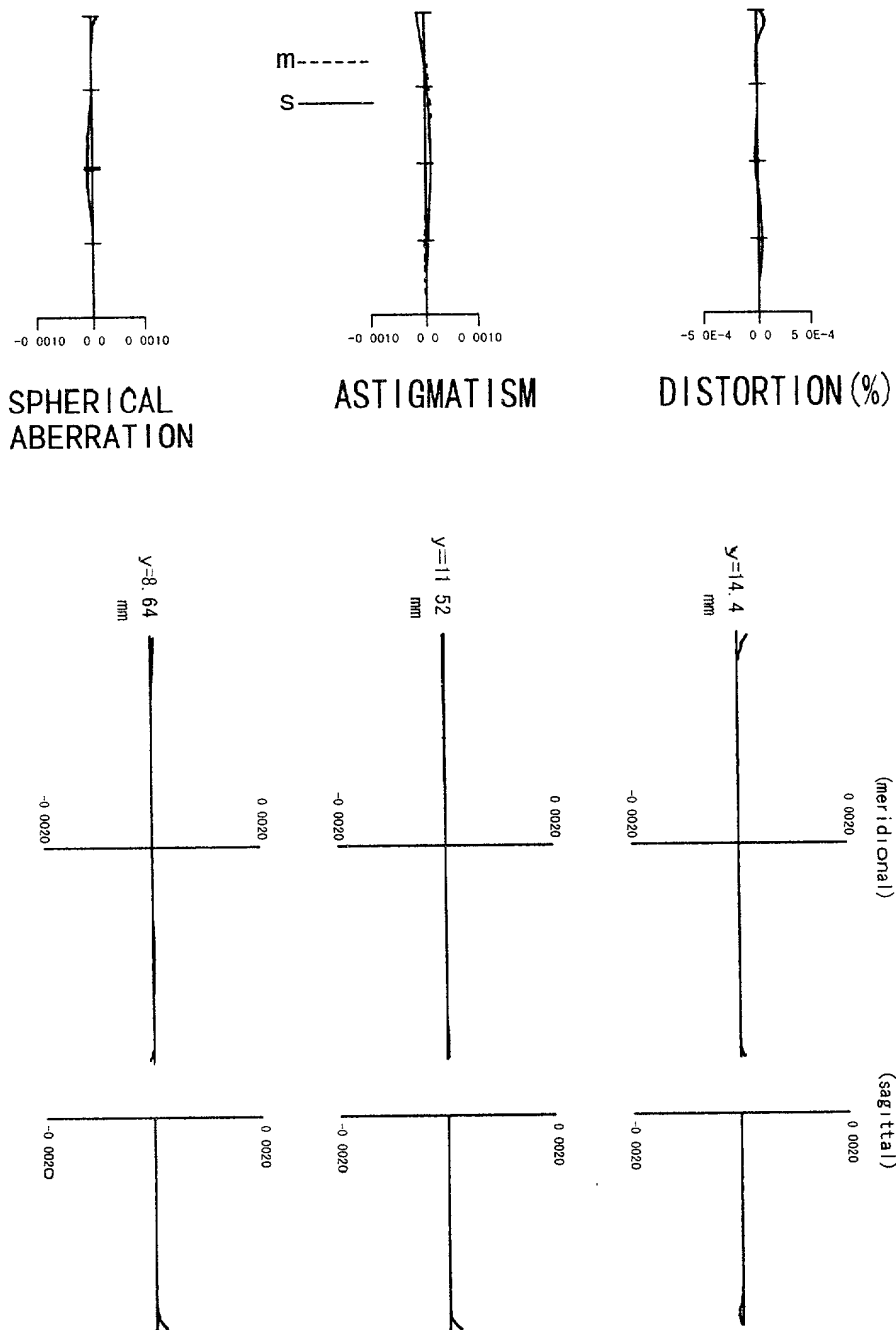 m
s
-0 0010 0 0 0 0010
-0 0010 0 0 0 0010
-5 0E-4 0 0 5 0E-4
SPHERICAL
ABERRATION
ASTIGMATISM
DISTORTION (%)
y=8. 64
mm
y=11 52
mm
y=14. 4
mm
-0 0020
0 0020
-0 0020
0 0020
-0 0020
0 0020
(meridional)
-0 0020
0 0020
-0 0020
0 0020
-0 0020
0 0020
(sagittal)